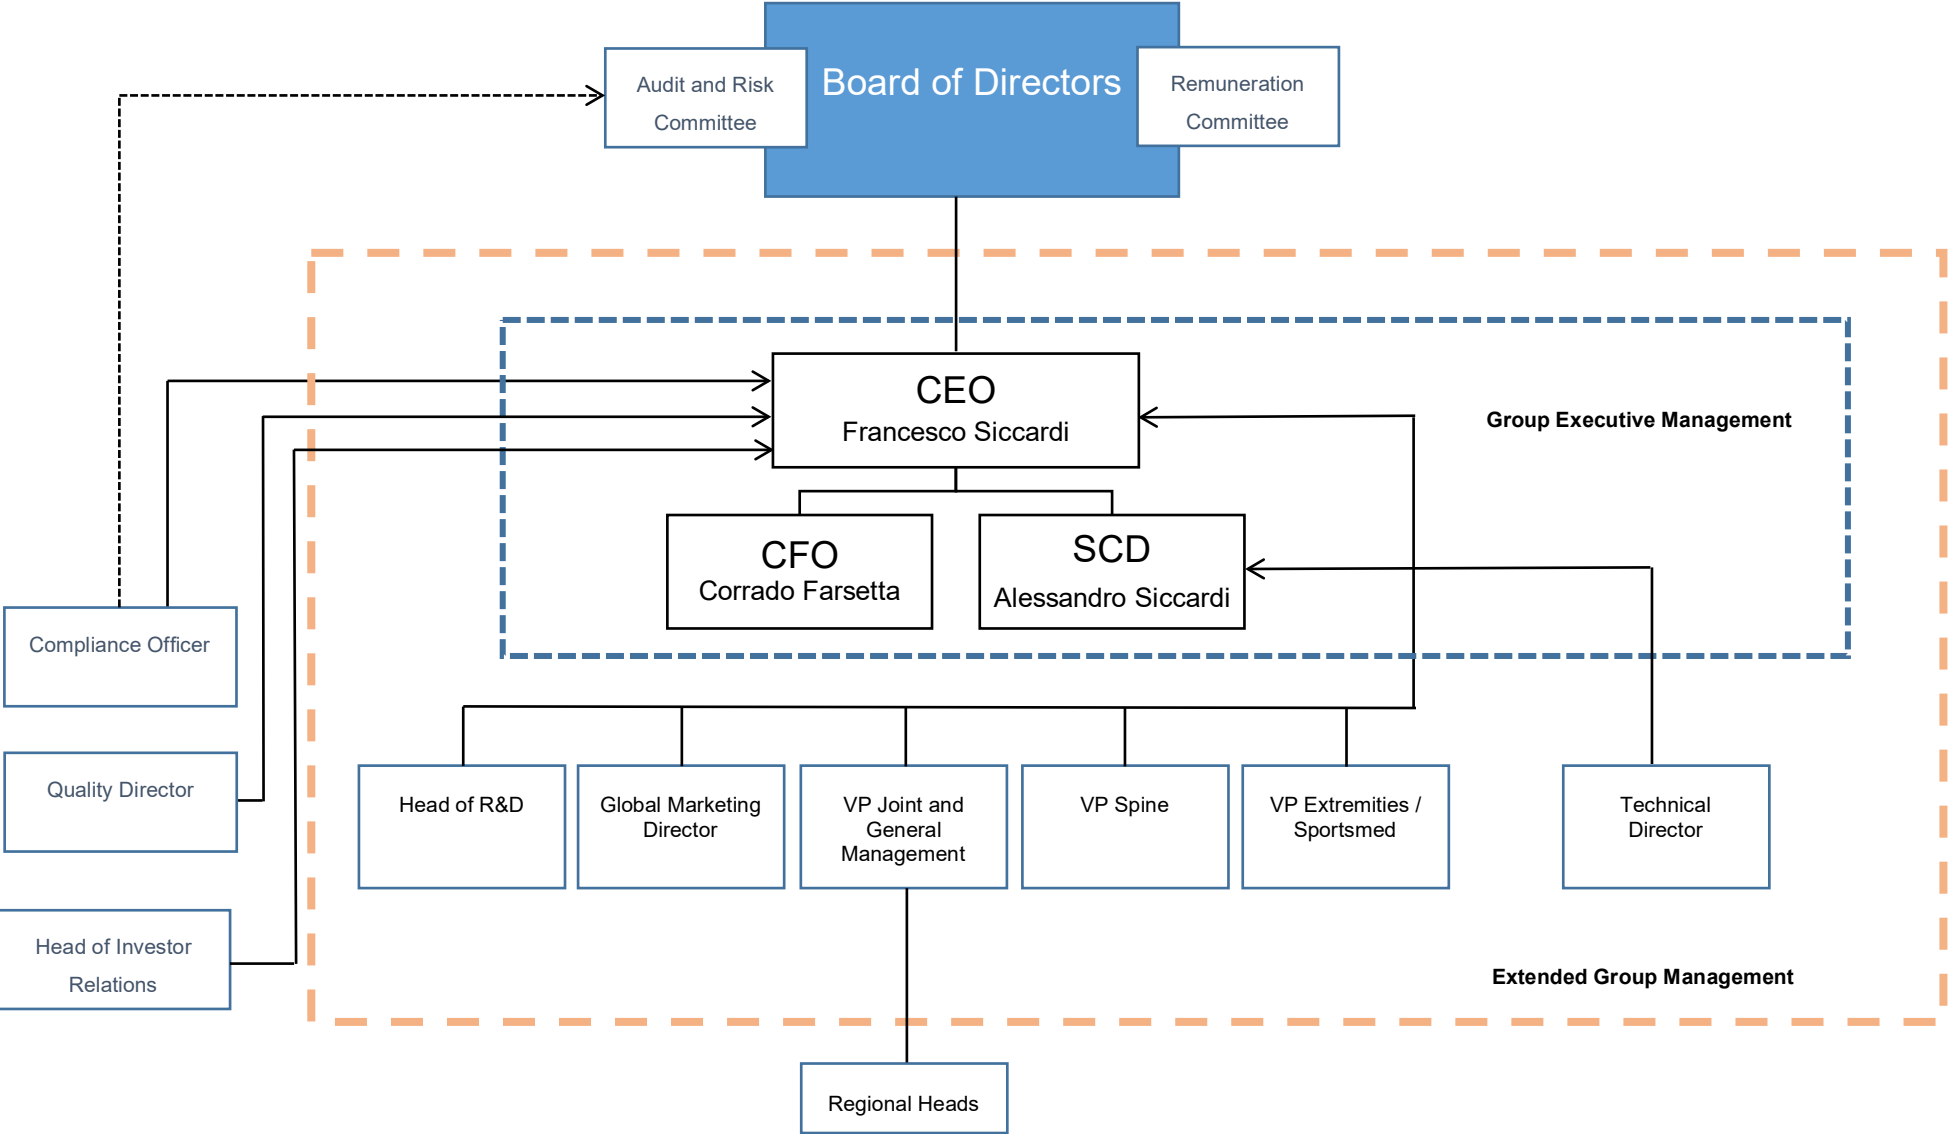 Board of Directors
Audit and Risk
Committee
Remuneration
Committee
CEO
Francesco Siccardi
Group Executive Management
CFO
Corrado Farsetta
SCD
Alessandro Siccardi
Compliance Officer
Quality Director
Head of Investor
Relations
Head of R&D
Global Marketing
Director
VP Joint and
General
Management
VP Spine
VP Extremities /
Sportsmed
Technical
Director
Extended Group Management
Regional Heads